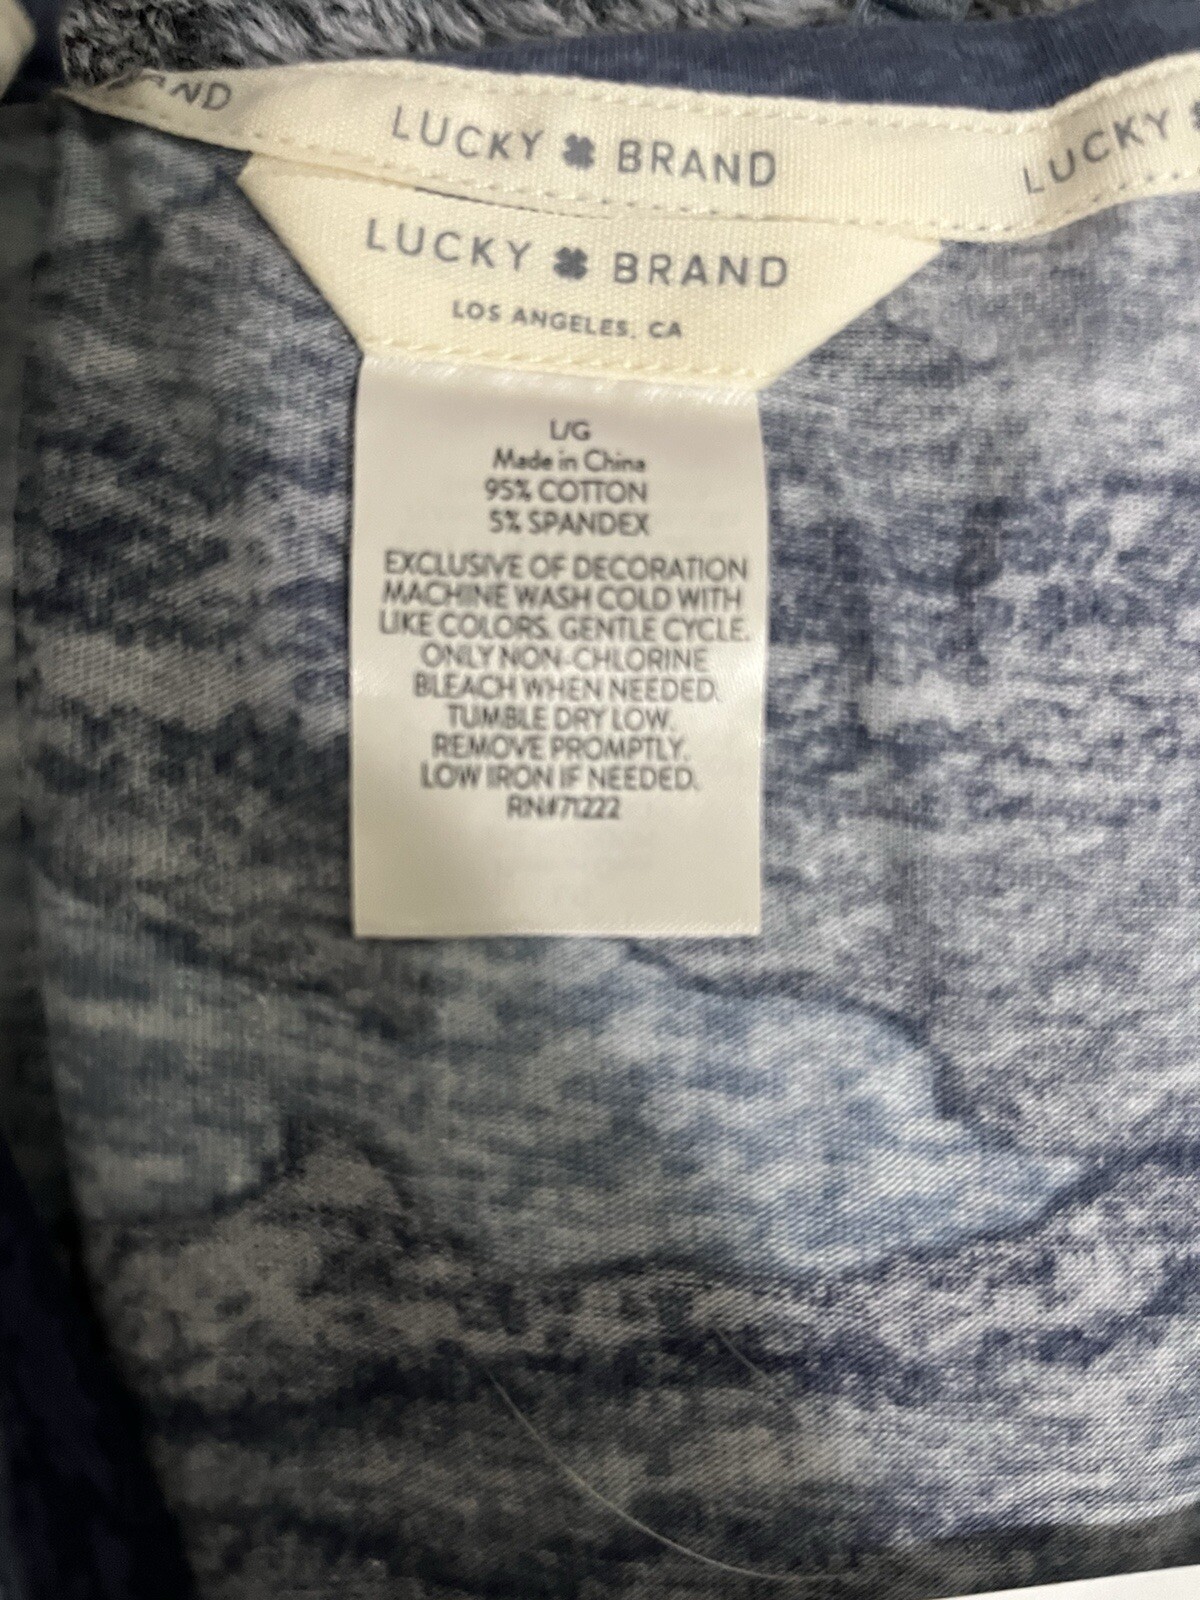 AND LUCKY BRAND LUCKY
LUCKY BRAND
LOS ANGELES, CA
L/G
Made in China
95% COTTON
5% SPANDEX
EXCLUSIVE OF DECORATION
MACHINE WASH COLD WITH
LIKE COLORS. GENTLE CYCLE.
ONLY NON-CHLORINE
BLEACH WHEN NEEDED.
TUMBLE DRY LOW.
REMOVE PROMPTLY.
LOW IRON IF NEEDED.
RN#71222